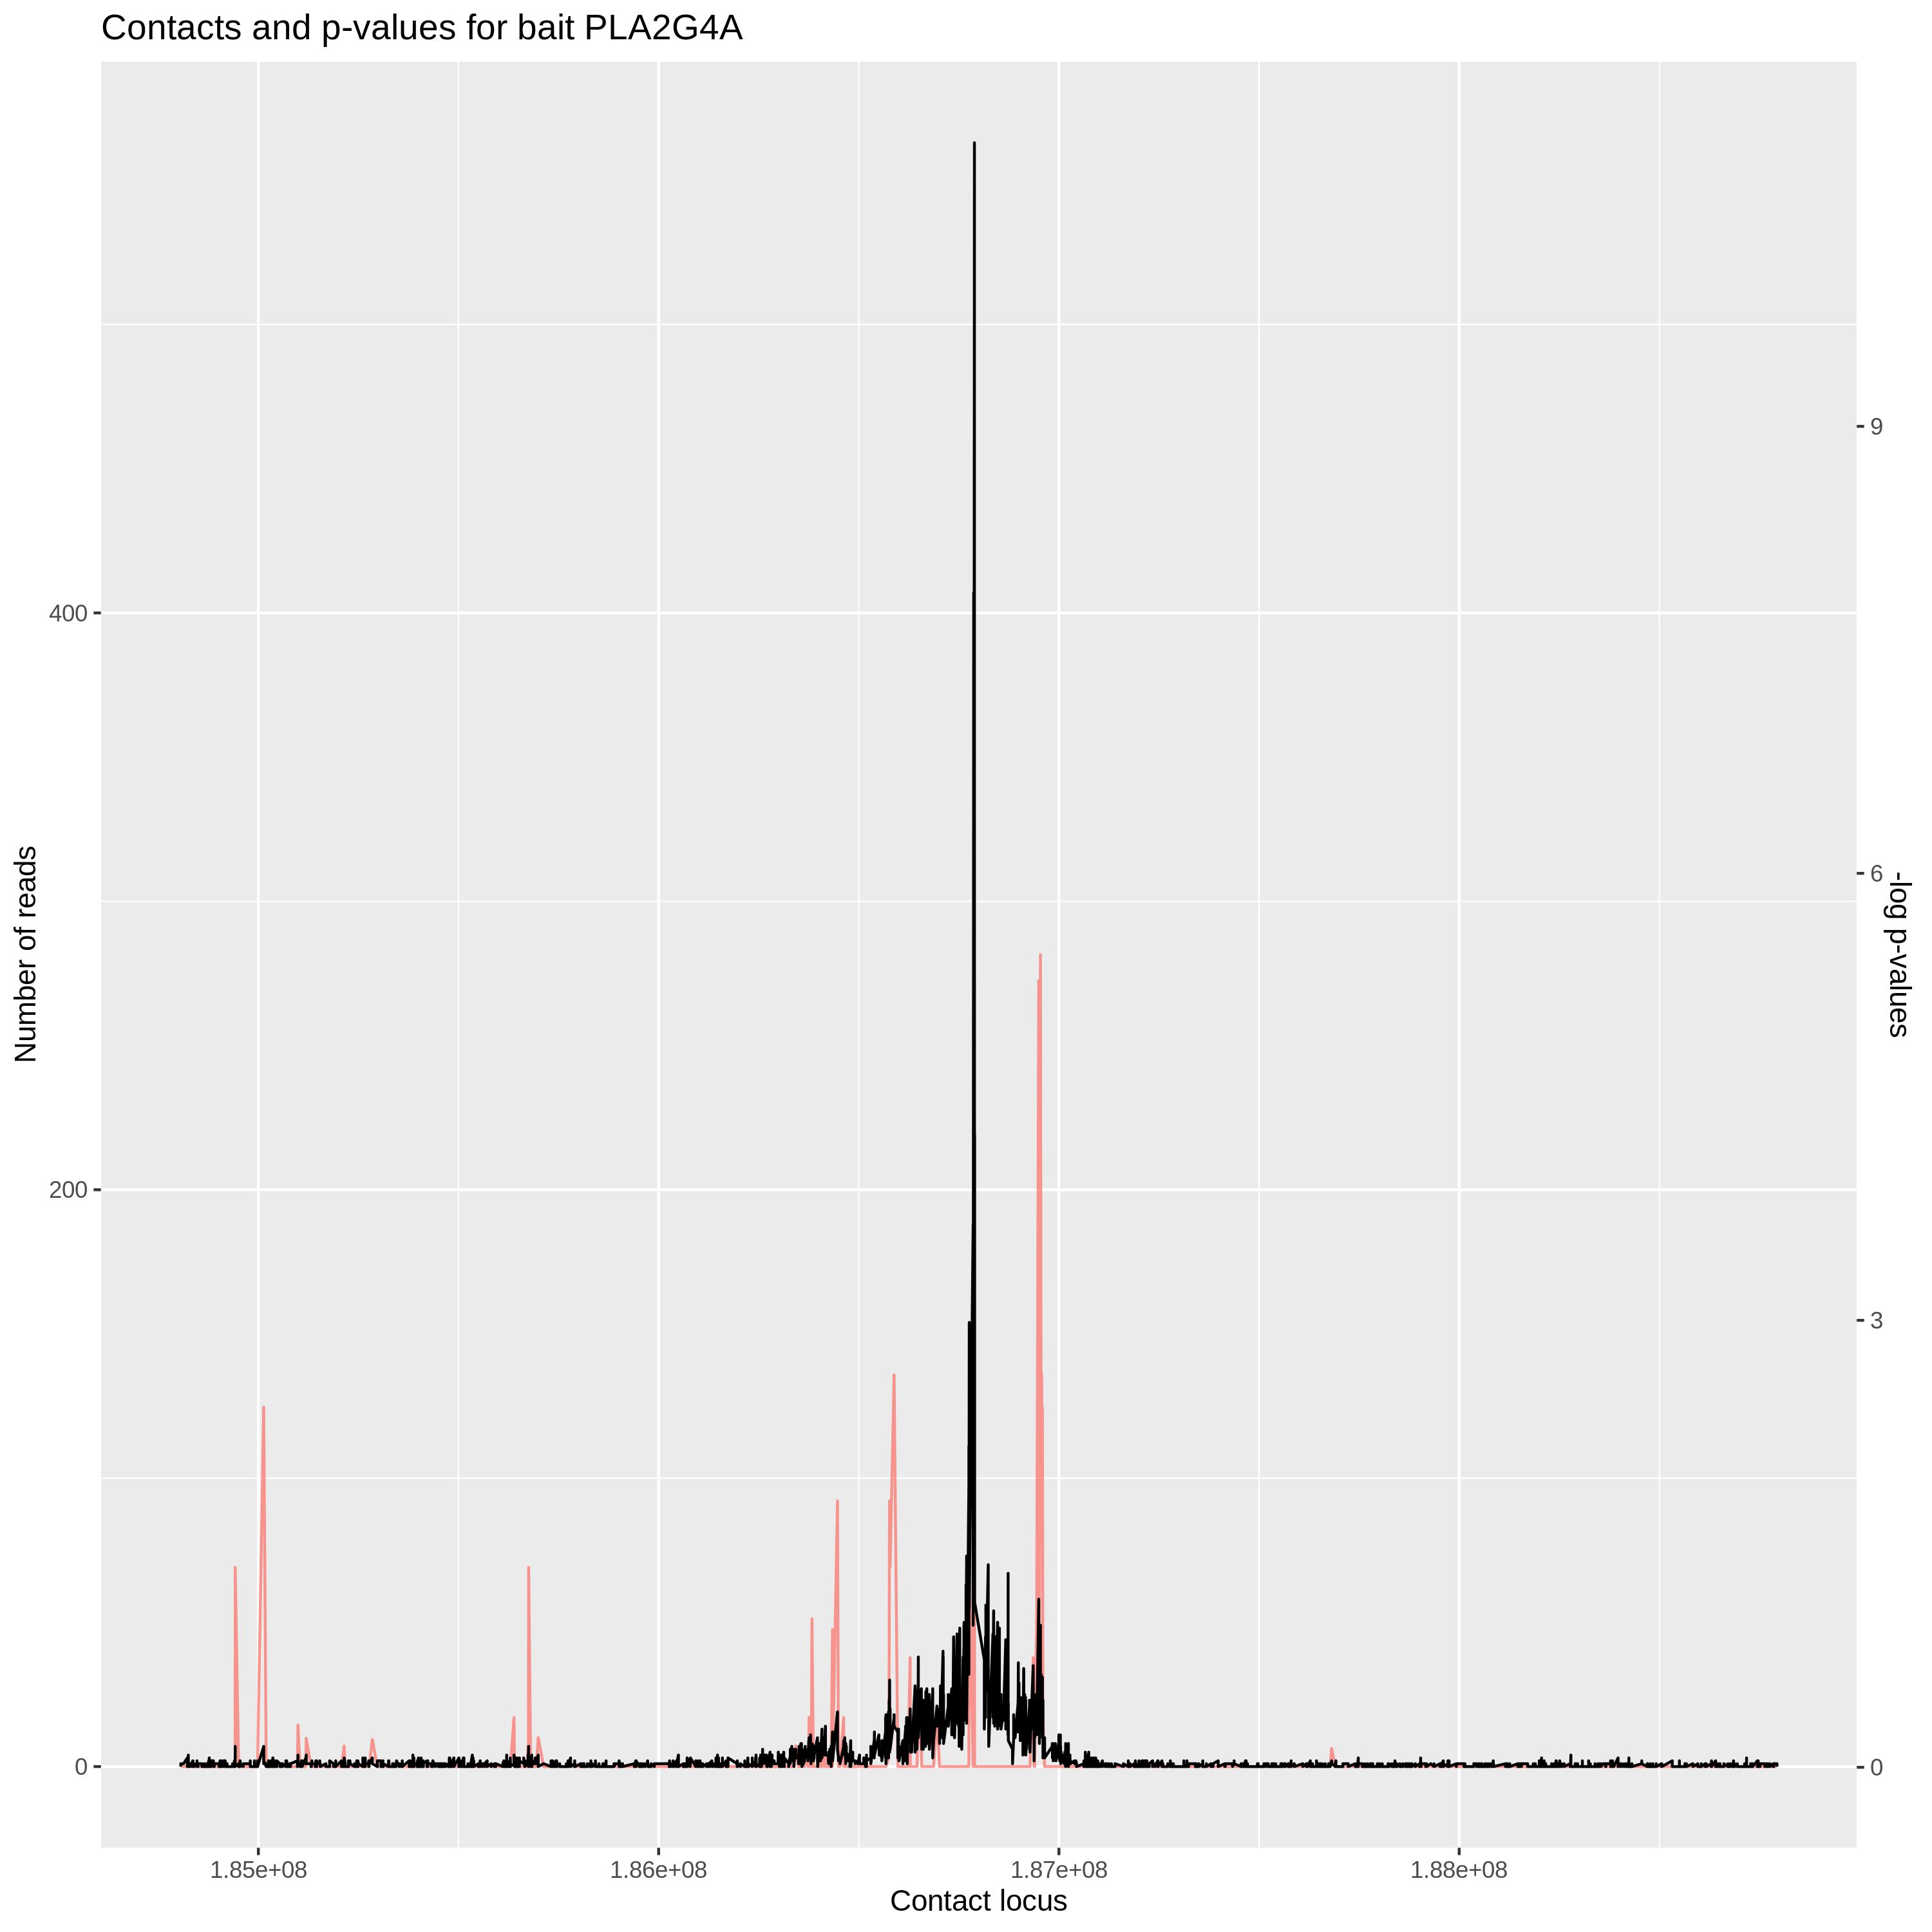 Contacts and p-values for bait PLA2G4A
Number of reads
400
200
0
9
6
3
0
-log p-values
1.85e+08
1.86e+08
1.87e+08
1.88e+08
Contact locus